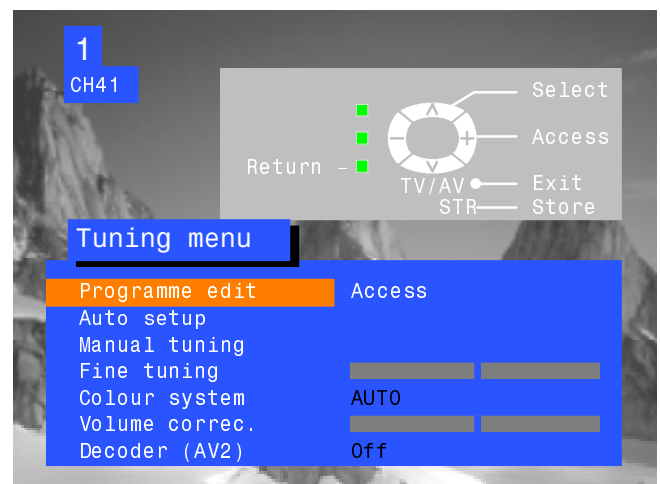 1
CH41
Select
Access
Return –
TV/AV Exit
STR Store
Tuning menu
Programme edit Access
Auto setup
Manual tuning
Fine tuning
Colour system AUTO
Volume correc.
Decoder (AV2) Off